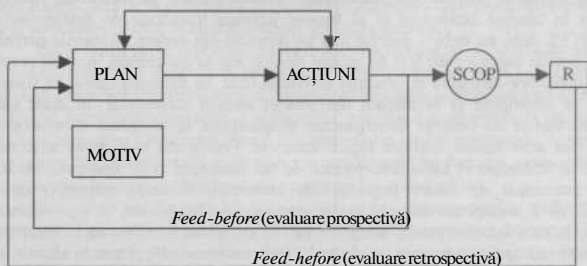 r
PLAN
ACȚIUNI
SCOP
R
MOTIV
Feed-before (evaluare prospectivă)
Feed-hefore (evaluare retrospectivă)